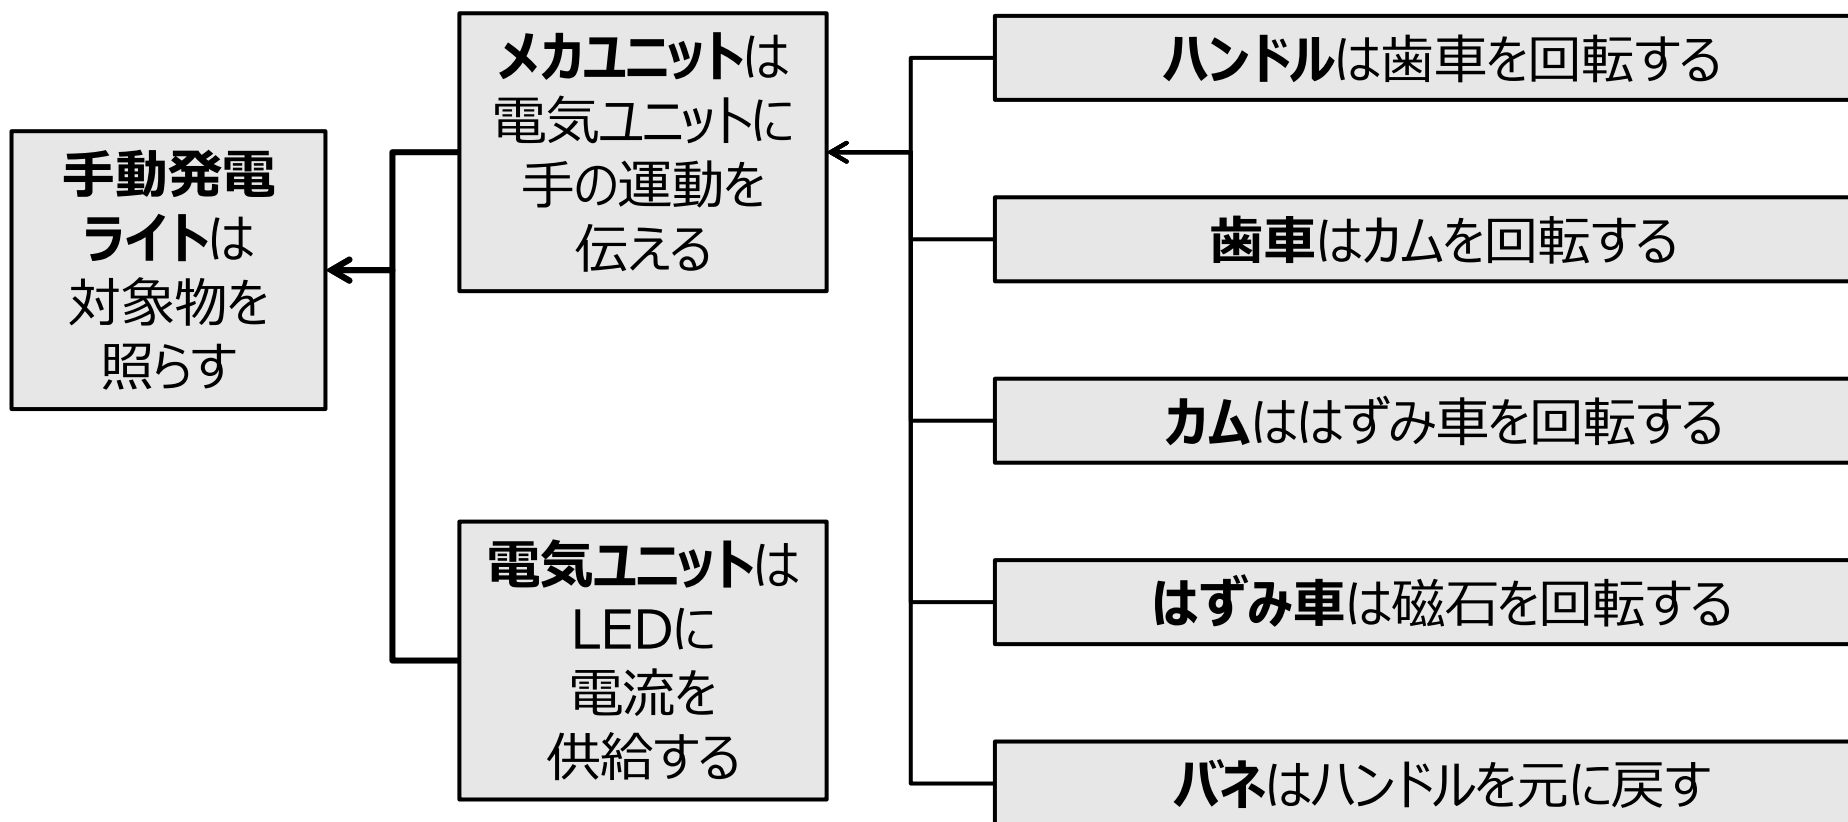 手動発電
ライトは
対象物を
照らす
メカユニットは
電気ユニットに
手の運動を
伝える
電気ユニットは
LEDに
電流を
供給する
ハンドルは歯車を回転する
歯車はカムを回転する
カムははずみ車を回転する
はずみ車は磁石を回転する
バネはハンドルを元に戻す